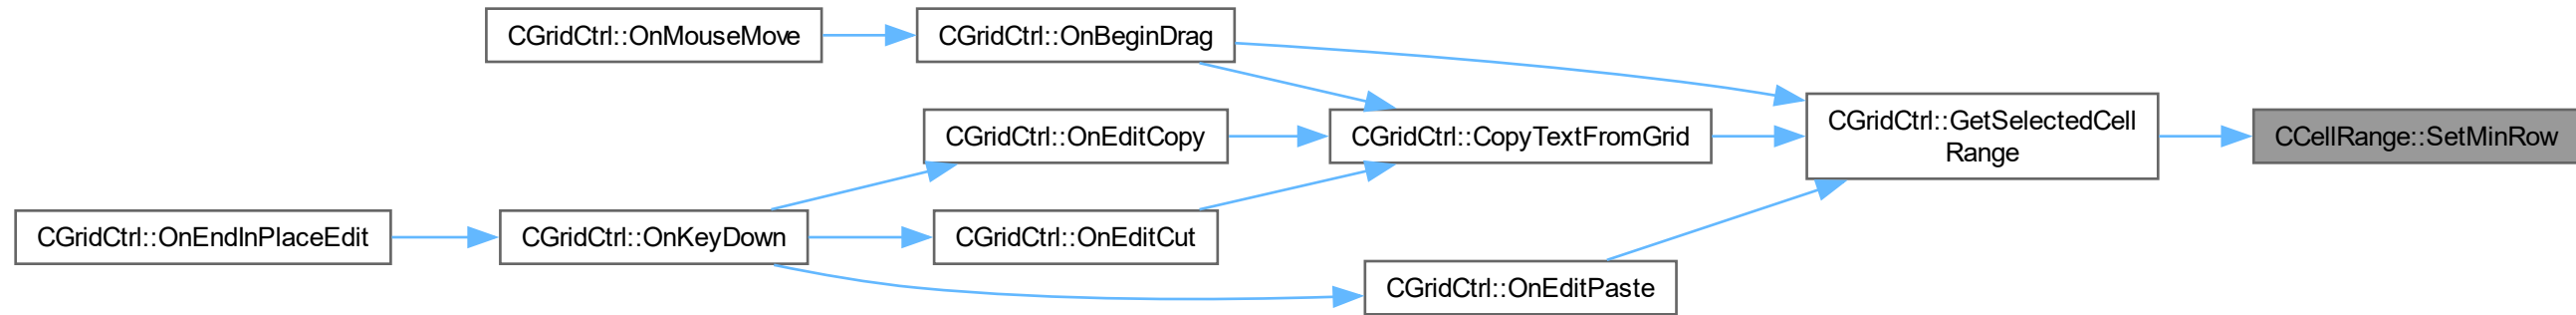 CGridCtrl::OnMouseMove
CGridCtrl::OnBeginDrag
CGridCtrl::OnEditCopy
CGridCtrl::CopyTextFromGrid
CGridCtrl::GetSelectedCell
Range
CCellRange::SetMinRow
CGridCtrl::OnEndInPlaceEdit
CGridCtrl::OnKeyDown
CGridCtrl::OnEditCut
CGridCtrl::OnEditPaste